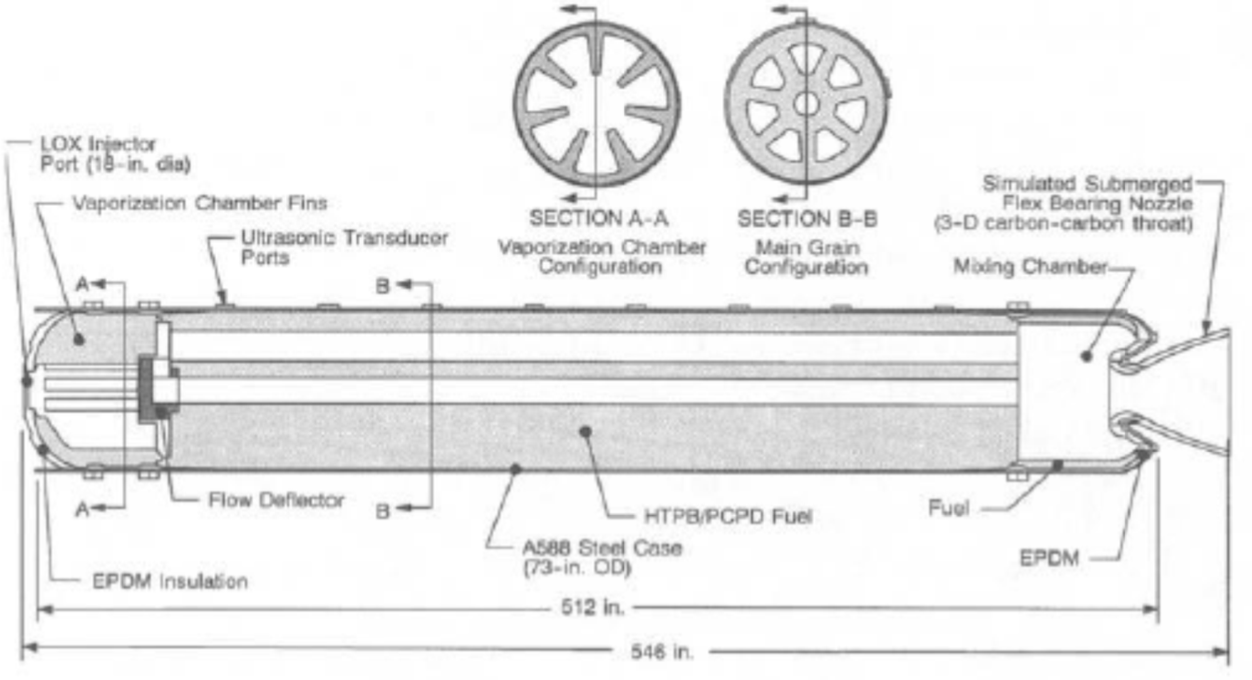 LOX Injector
Port (18-in. dia)
Vaporization Chamber Fins
Ultrasonic Transducer
Ports
SECTION A-A
Vaporization Chamber
Configuration
SECTION B-B
Main Grain
Configuration
Simulated Submerged
Flex Bearing Nozzle
(3-D carbon-carbon throat)
Mixing Chamber
A
B
A
Flow Deflector
B
HTPB/PCPD Fuel
Fuel
A588 Steel Case
(73-in. OD)
EPDM
EPDM Insulation
512 in.
546 in.